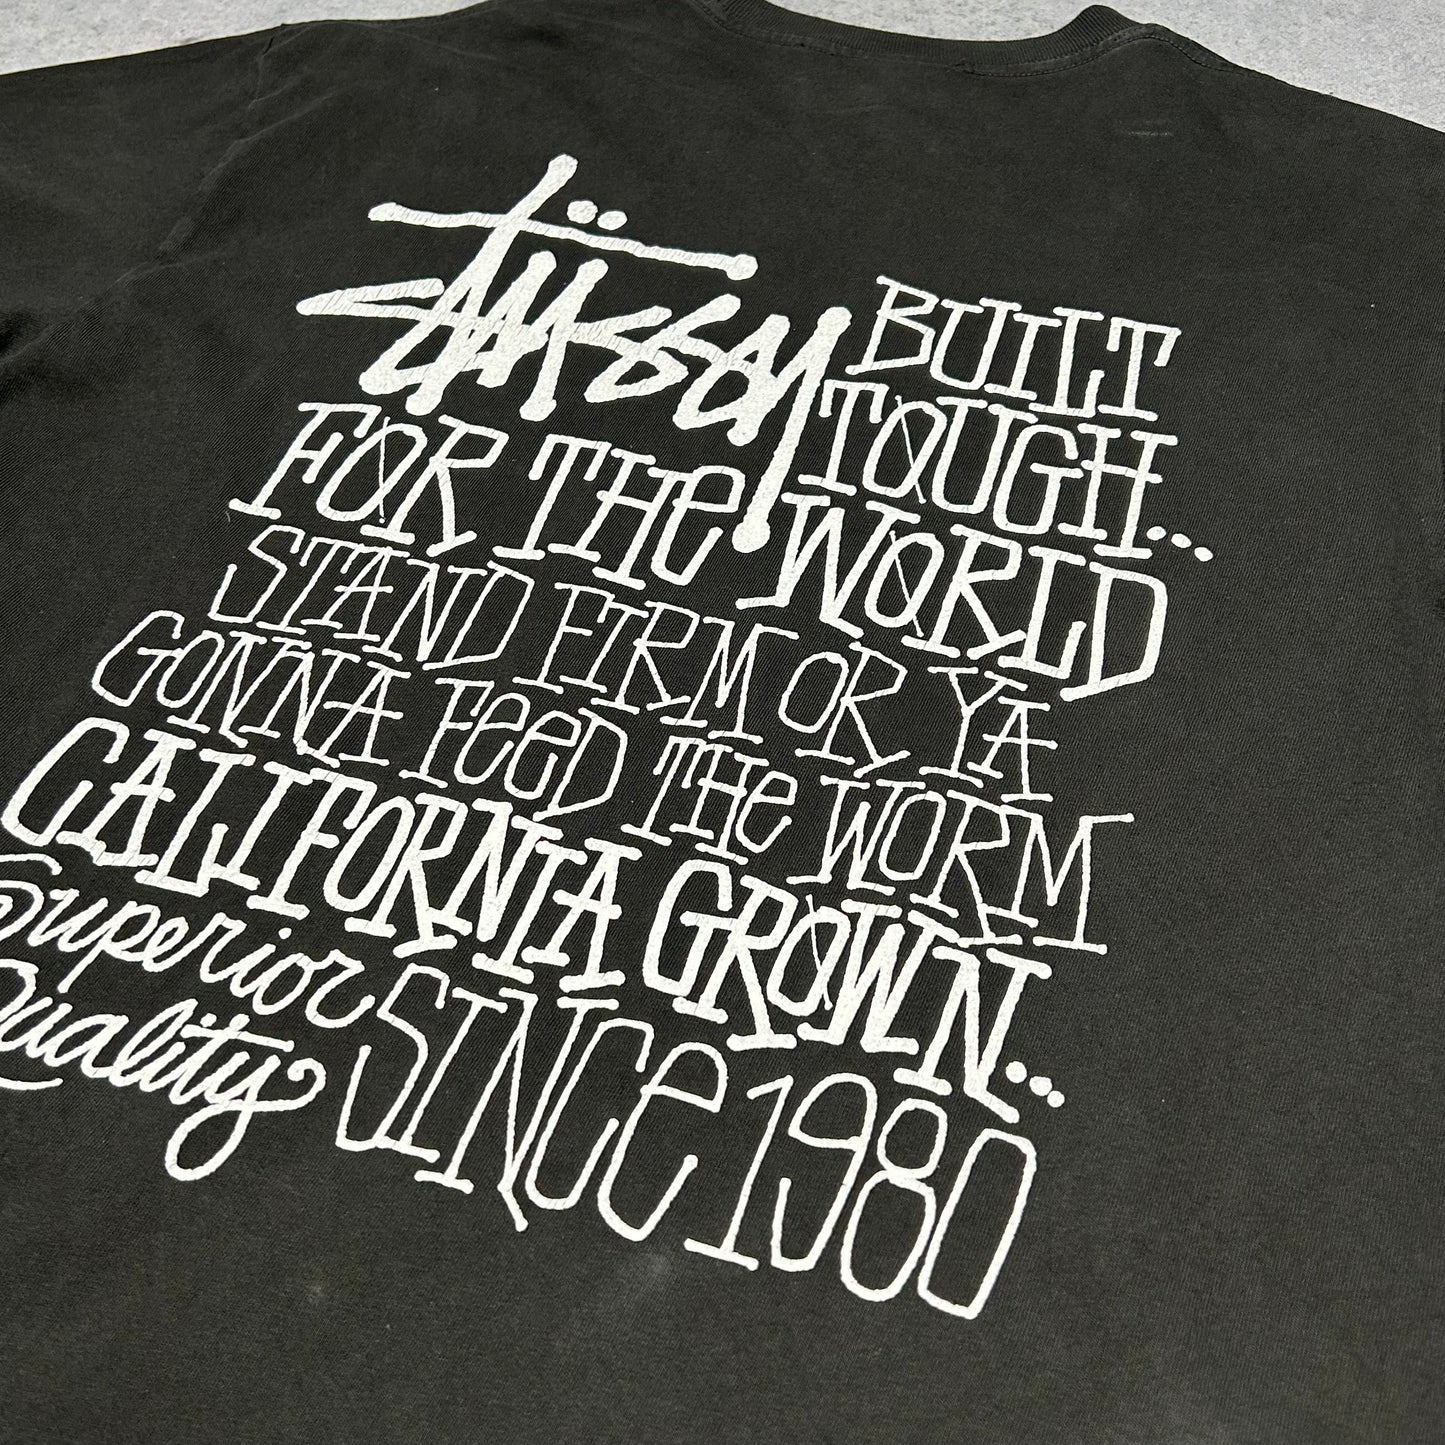 Stüssy BUILT
TOUGH...
FOR THe WORLD
STAND FIRM OR YA
GONNA FeeD THe WORM
CALIFORNIA GROWN...
Superior
Quality SINCe 1980